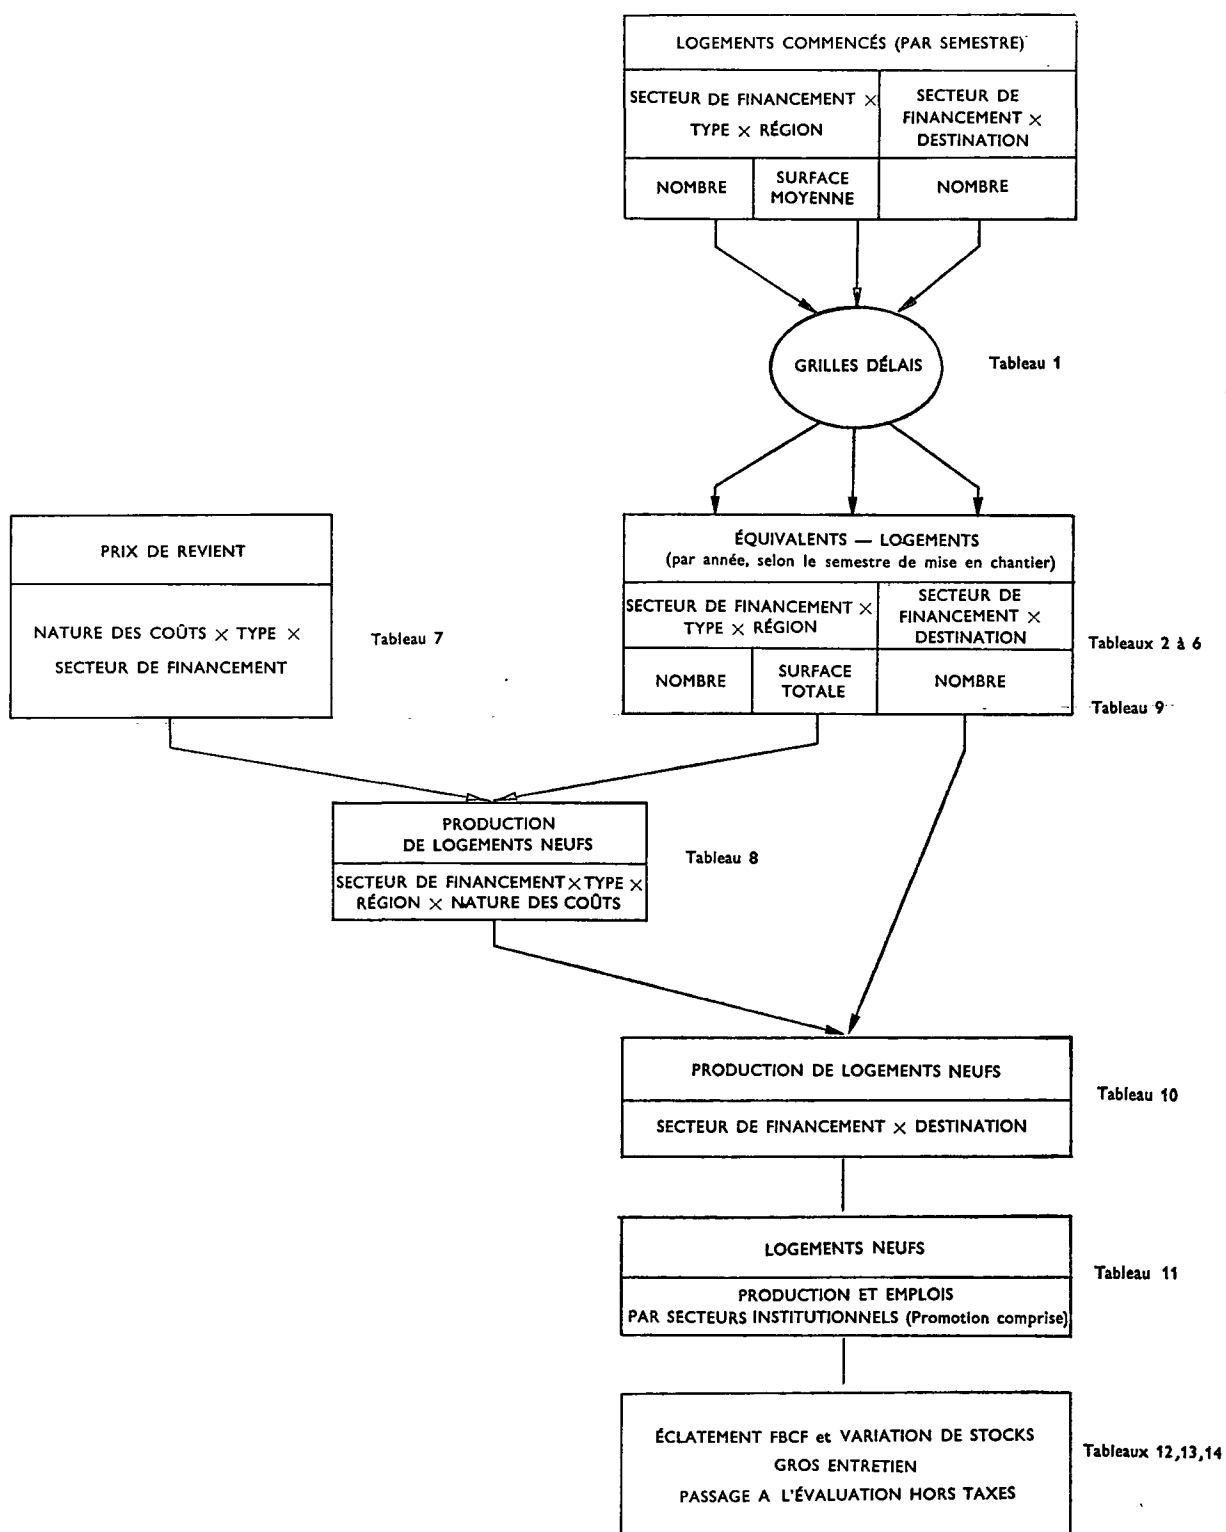 LOGEMENTS COMMENCÉS (PAR SEMESTRE)
SECTEUR DE FINANCEMENT ×
TYPE × RÉGION
SECTEUR DE
FINANCEMENT ×
DESTINATION
NOMBRE
SURFACE
MOYENNE
NOMBRE
GRILLES DÉLAIS
Tableau 1
PRIX DE REVIENT
NATURE DES COÛTS × TYPE ×
SECTEUR DE FINANCEMENT
Tableau 7
ÉQUIVALENTS — LOGEMENTS
(par année, selon le semestre de mise en chantier)
SECTEUR DE FINANCEMENT ×
TYPE × RÉGION
SECTEUR DE
FINANCEMENT ×
DESTINATION
Tableaux 2 à 6
NOMBRE
SURFACE
TOTALE
NOMBRE
Tableau 9
PRODUCTION
DE LOGEMENTS NEUFS
SECTEUR DE FINANCEMENT × TYPE ×
RÉGION × NATURE DES COÛTS
Tableau 8
PRODUCTION DE LOGEMENTS NEUFS
SECTEUR DE FINANCEMENT × DESTINATION
Tableau 10
LOGEMENTS NEUFS
PRODUCTION ET EMPLOIS
PAR SECTEURS INSTITUTIONNELS (Promotion comprise)
Tableau 11
ÉCLATEMENT FBCF et VARIATION DE STOCKS
GROS ENTRETIEN
PASSAGE A L'ÉVALUATION HORS TAXES
Tableaux 12,13,14